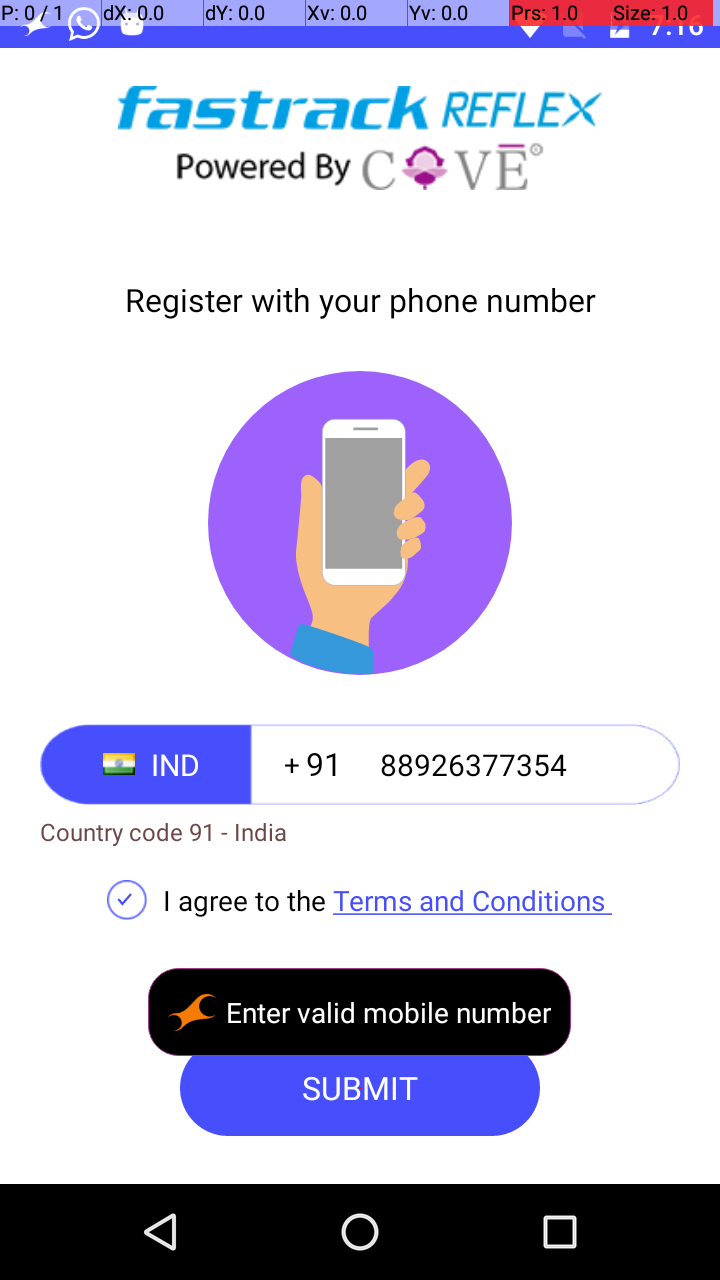 P: 0 / 1 dX: 0.0 dY: 0.0 Xv: 0.0 Yv: 0.0 Prs: 1.0 Size: 1.0
7:16
fastrack REFLEX
Powered By COVE®
Register with your phone number
IND +91 88926377354
Country code 91 - India
I agree to the Terms and Conditions
Enter valid mobile number
SUBMIT